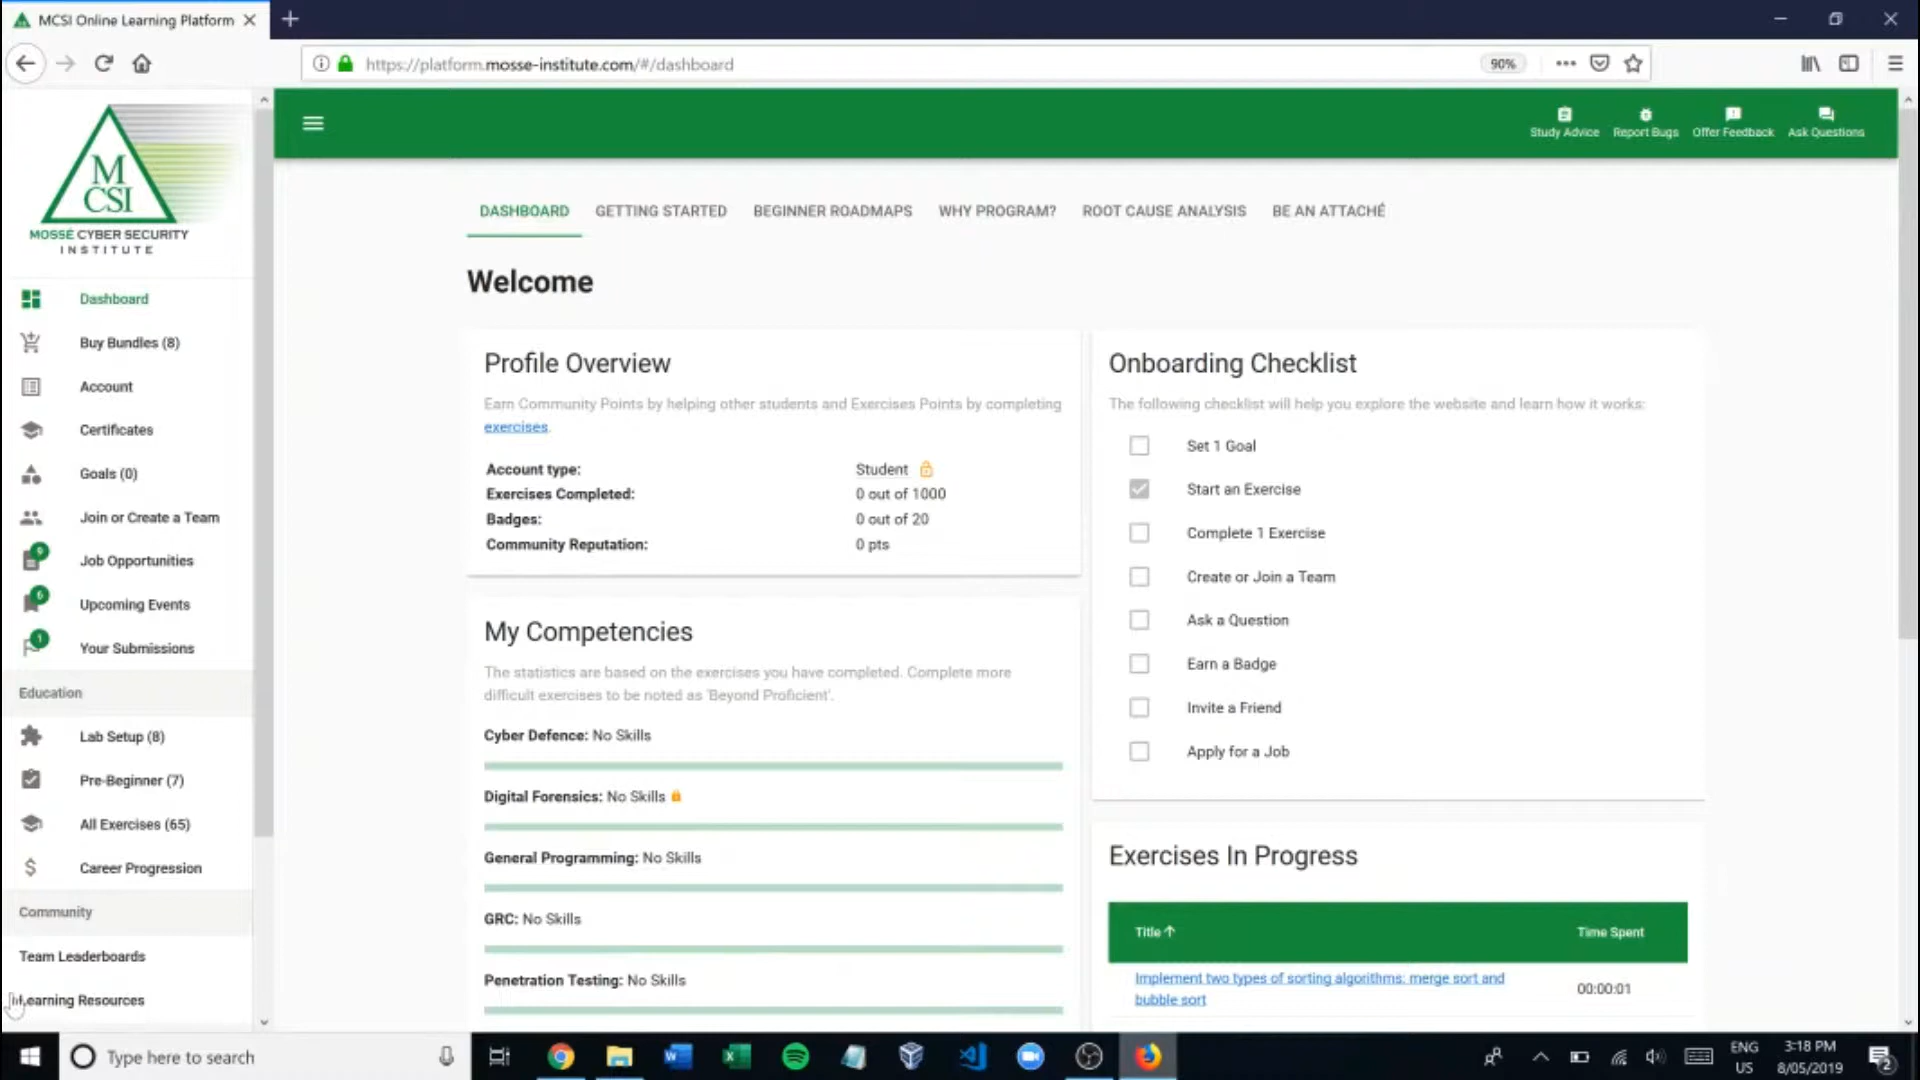 MCSI Online Learning Platform
https://platform.mosse-institute.com/#/dashboard
90%
M
CSI
MOSSÉ CYBER SECURITY
INSTITUTE
Study Advice
Report Bugs
Offer Feedback
Ask Questions
Dashboard
Buy Bundles (8)
Account
Certificates
Goals (0)
Join or Create a Team
9
Job Opportunities
6
Upcoming Events
1
Your Submissions
Education
Lab Setup (8)
Pre-Beginner (7)
All Exercises (65)
Career Progression
Community
Team Leaderboards
Learning Resources
DASHBOARD
GETTING STARTED
BEGINNER ROADMAPS
WHY PROGRAM?
ROOT CAUSE ANALYSIS
BE AN ATTACHÉ
Welcome
Profile Overview
Earn Community Points by helping other students and Exercises Points by completing
exercises.
Account type: Student
Exercises Completed: 0 out of 1000
Badges: 0 out of 20
Community Reputation: 0 pts
My Competencies
The statistics are based on the exercises you have completed. Complete more
difficult exercises to be noted as 'Beyond Proficient'.
Cyber Defence: No Skills
Digital Forensics: No Skills
General Programming: No Skills
GRC: No Skills
Penetration Testing: No Skills
Onboarding Checklist
The following checklist will help you explore the website and learn how it works:
Set 1 Goal
Start an Exercise
Complete 1 Exercise
Create or Join a Team
Ask a Question
Earn a Badge
Invite a Friend
Apply for a Job
Exercises In Progress
Title Time Spent
Implement two types of sorting algorithms: merge sort and
bubble sort
00:00:01
Type here to search
ENG
US
3:18 PM
8/05/2019
2